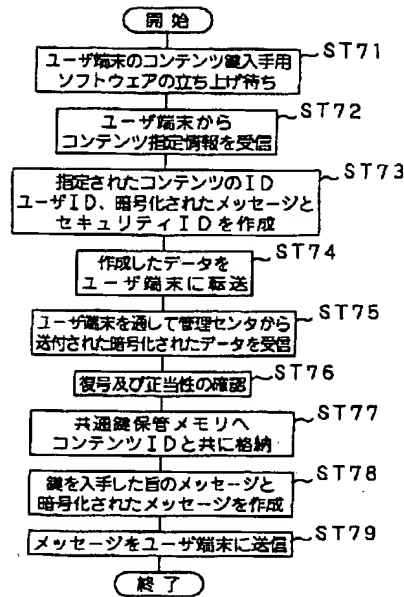 開始
ユーザ端末のコンテンツ鍵入手用
ソフトウェアの立ち上げ待ち
ST71
ユーザ端末から
コンテンツ指定情報を受信
ST72
指定されたコンテンツのID
ユーザID、暗号化されたメッセージと
セキュリティIDを作成
ST73
作成したデータを
ユーザ端末に転送
ST74
ユーザ端末を通して管理センタから
送付された暗号化されたデータを受信
ST75
復号及び正当性の確認
ST76
共通鍵保管メモリへ
コンテンツIDと共に格納
ST77
鍵を入手した旨のメッセージと
暗号化されたメッセージを作成
ST78
メッセージをユーザ端末に送信
ST79
終了